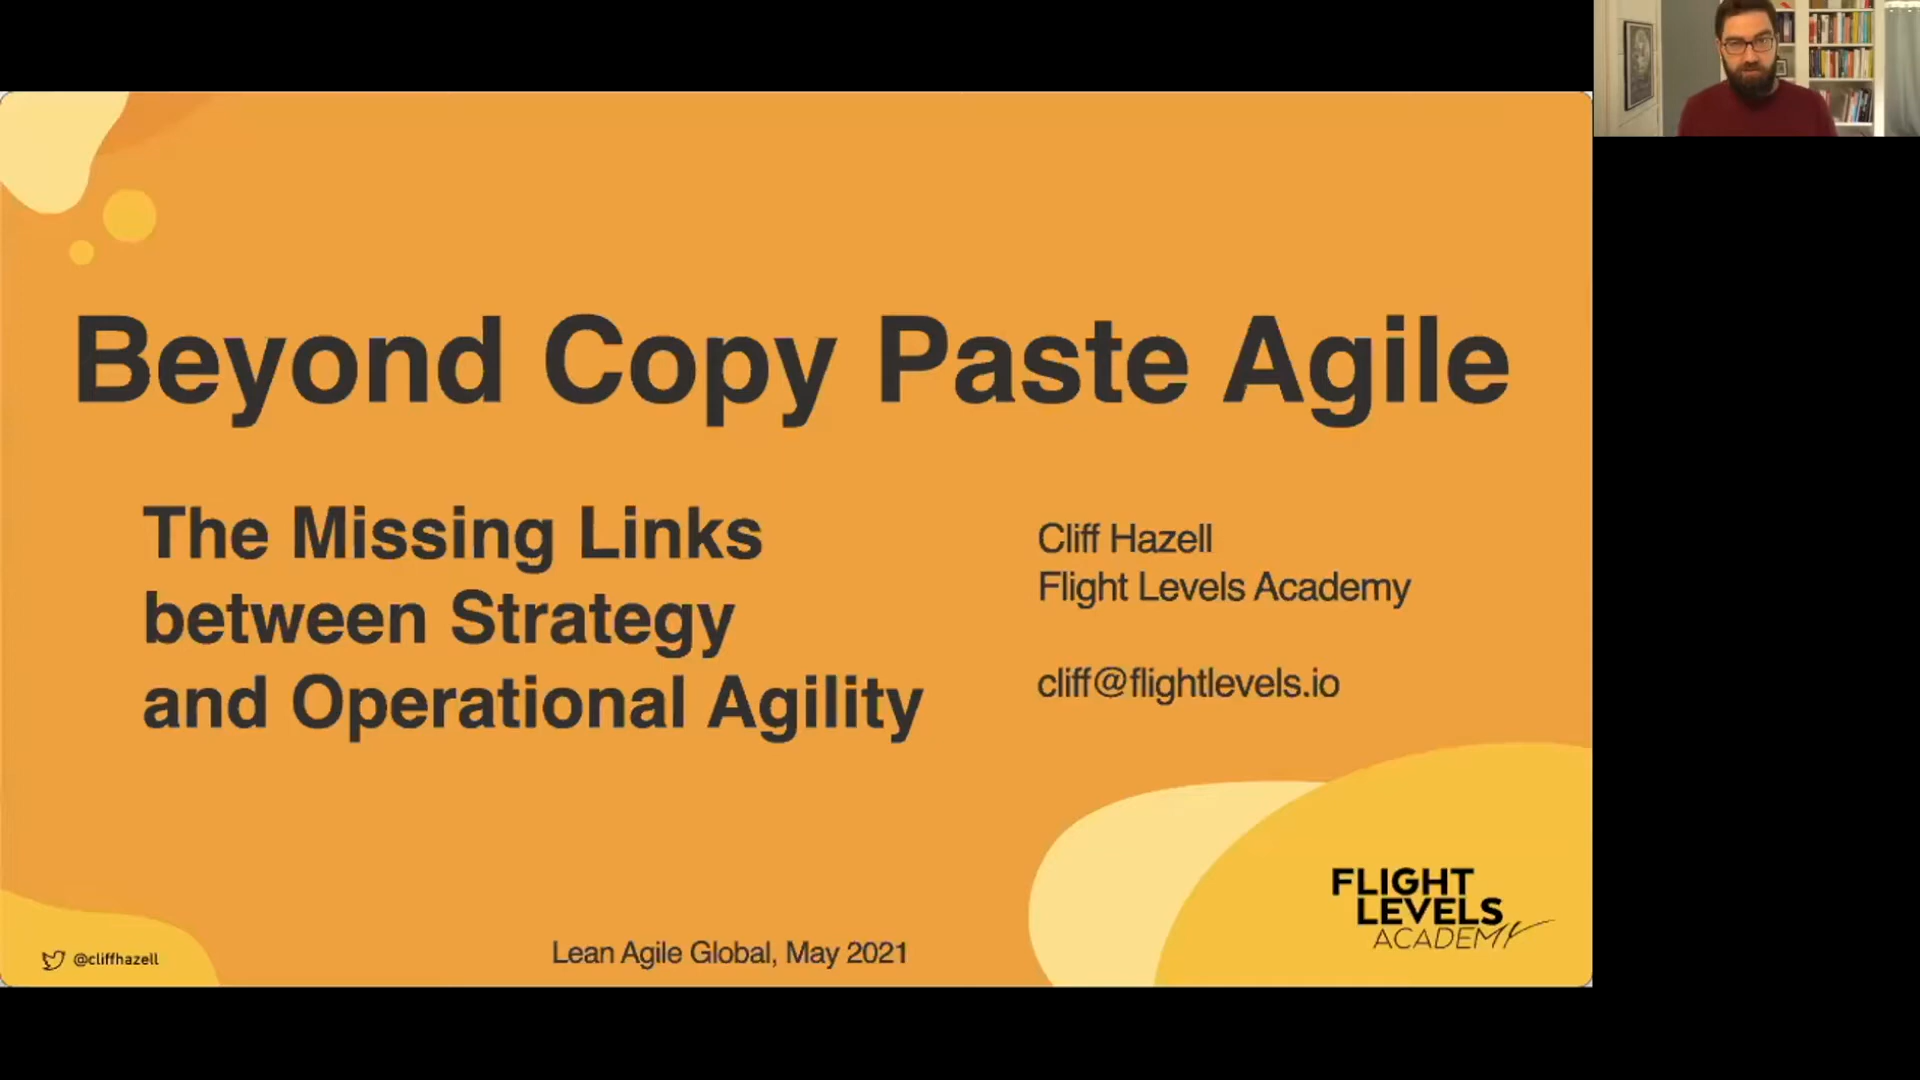 Beyond Copy Paste Agile
The Missing Links
between Strategy
and Operational Agility
Cliff Hazell
Flight Levels Academy
cliff@flightlevels.io
FLIGHT
LEVELS
ACADEMY
@cliffhazell
Lean Agile Global, May 2021